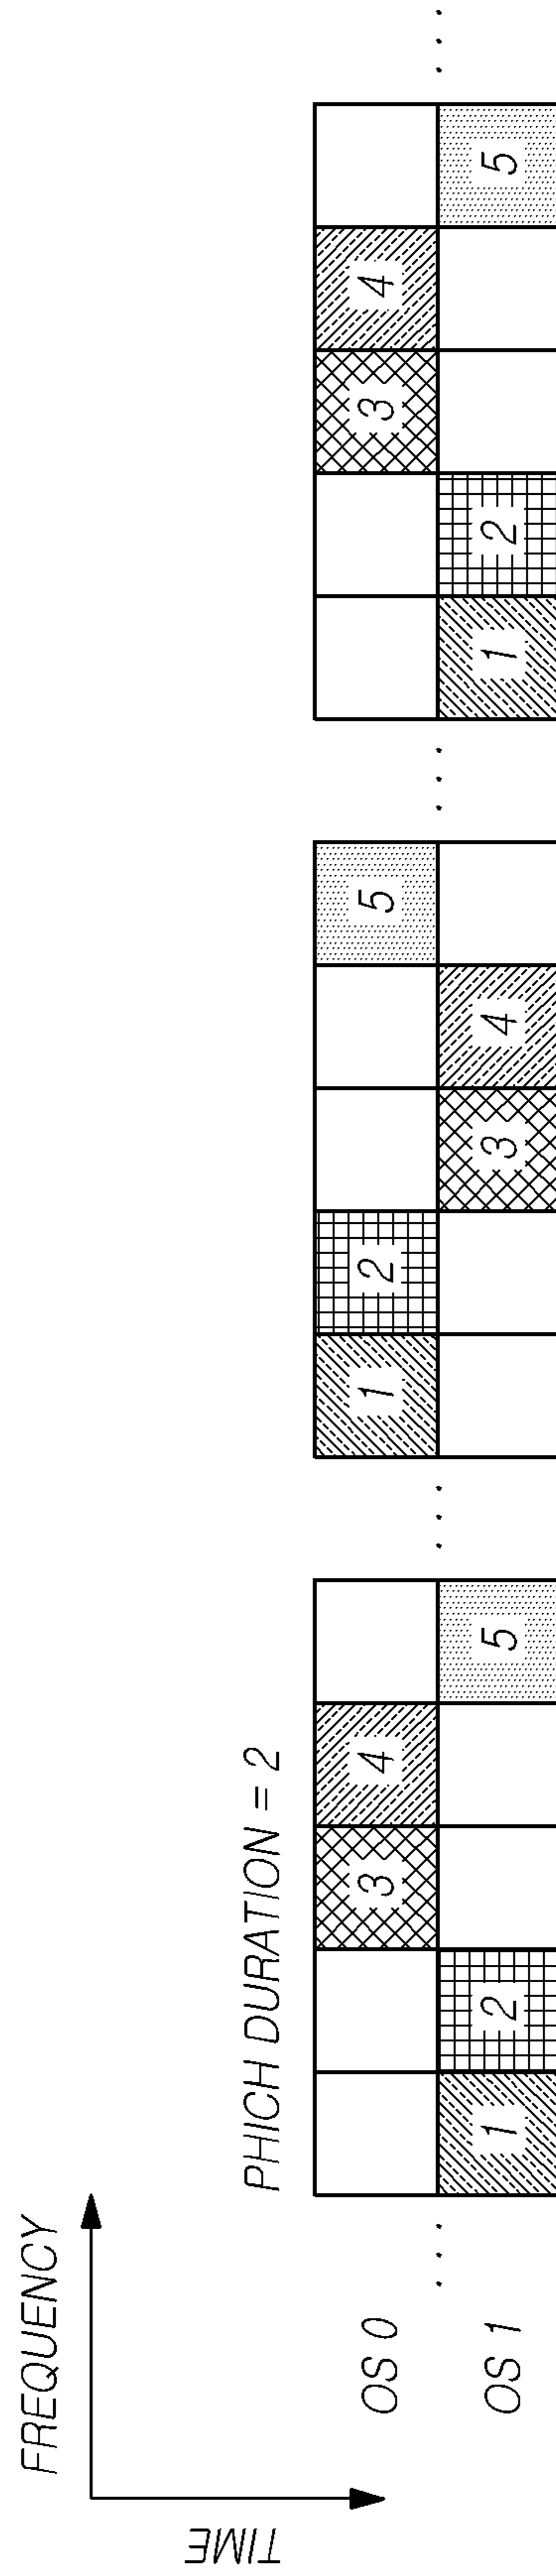 FREQUENCY
TIME
PHICH DURATION = 2
OS 0 3 4 1 2 5 3 4
OS 1 1 2 5 3 4 1 2 5